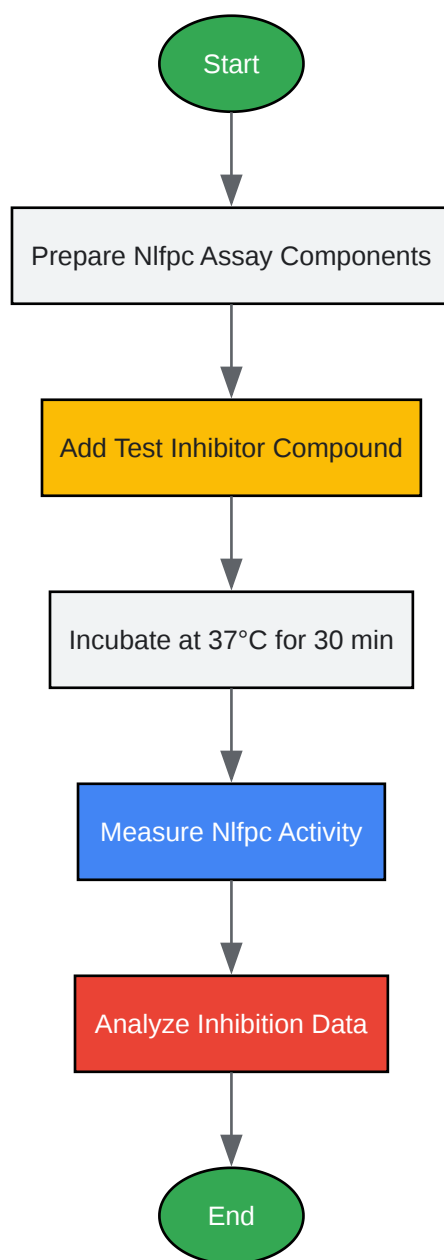 Start
Prepare Nlfpc Assay Components
Add Test Inhibitor Compound
Incubate at 37°C for 30 min
Measure Nlfpc Activity
Analyze Inhibition Data
End